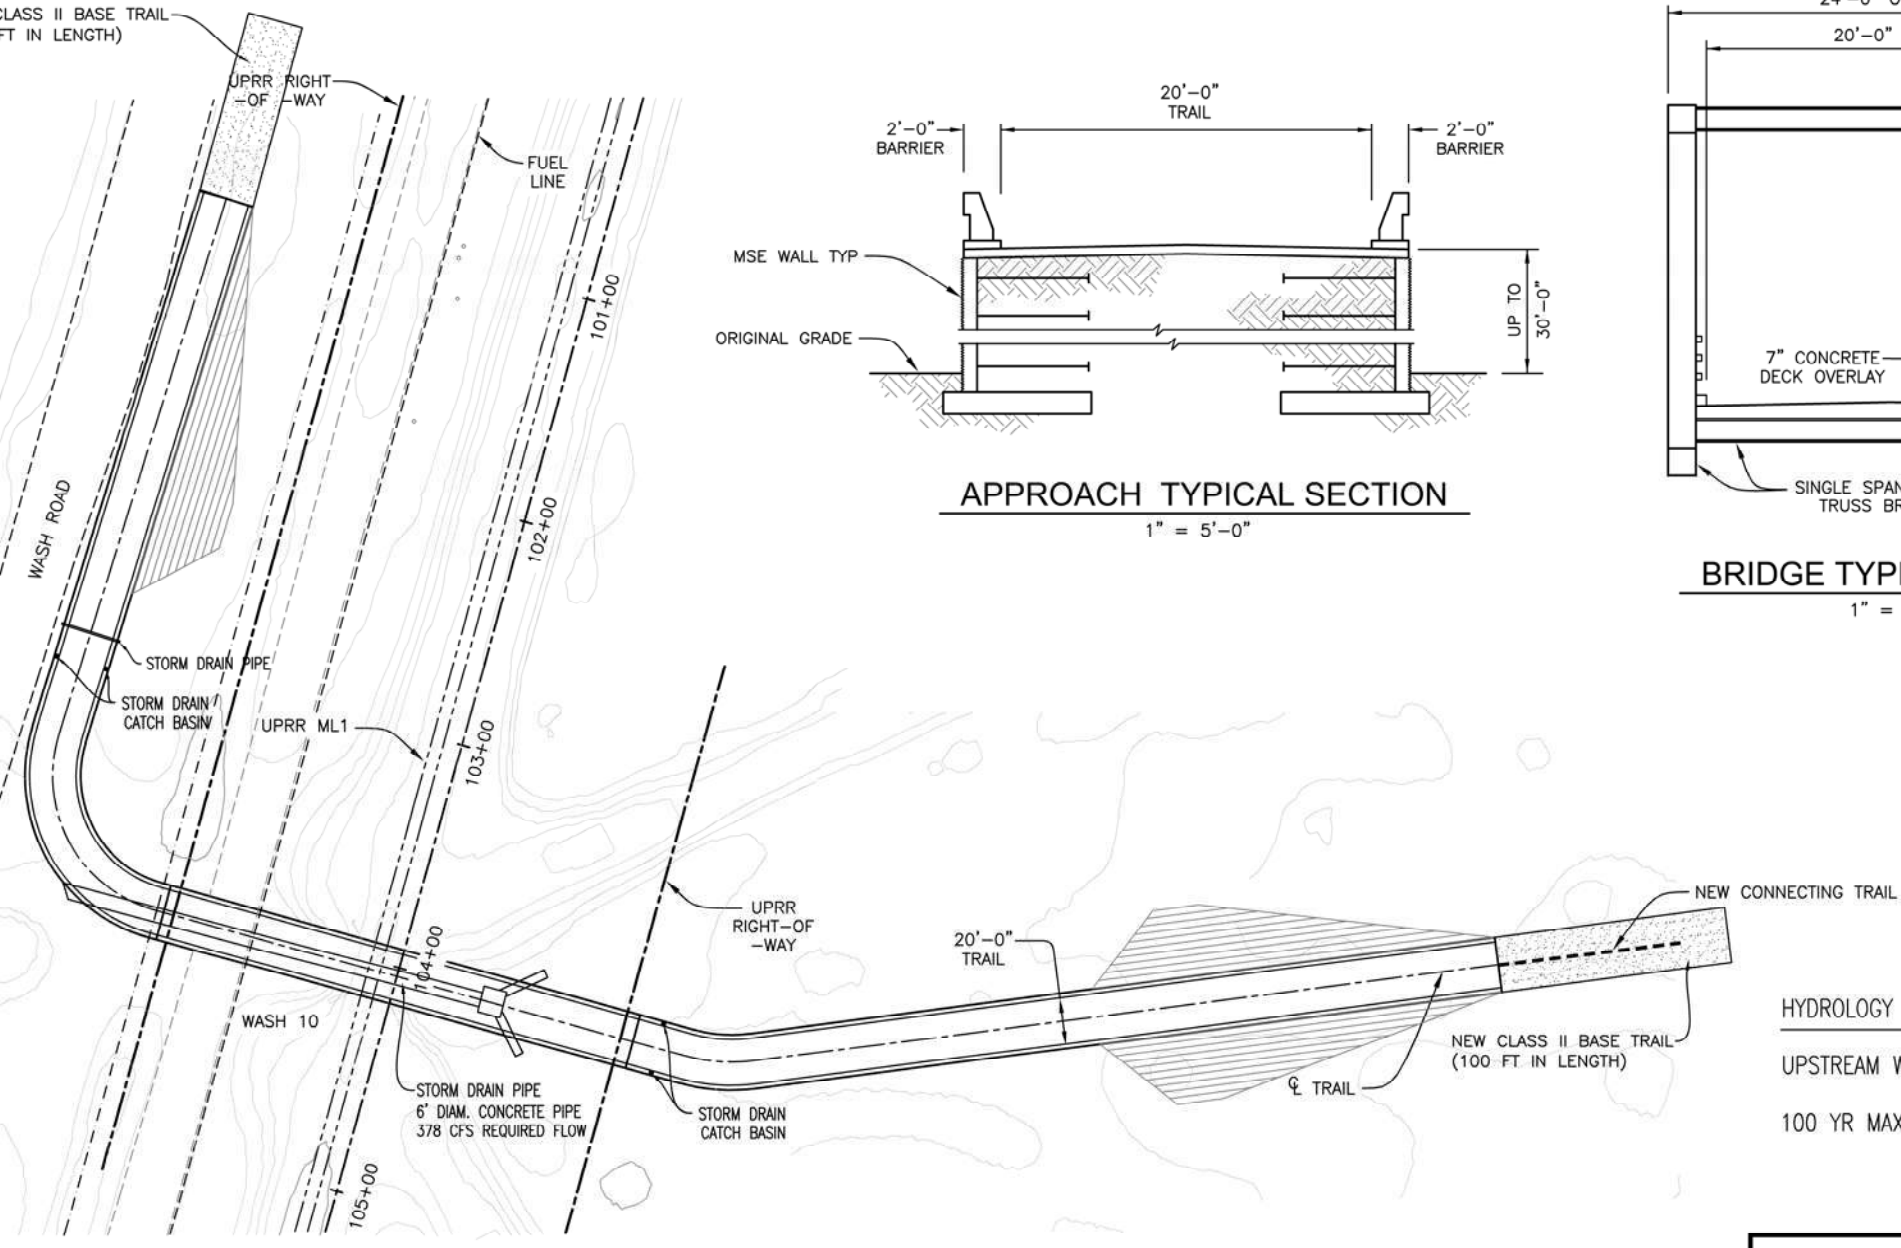 CLASS II BASE TRAIL
FT IN LENGTH)
UPRR RIGHT
-OF -WAY
FUEL
LINE
WASH ROAD
101+00
102+00
103+00
104+00
105+00
STORM DRAIN PIPE
STORM DRAIN
CATCH BASIN
UPRR ML1
WASH 10
STORM DRAIN PIPE
6' DIAM. CONCRETE PIPE
378 CFS REQUIRED FLOW
STORM DRAIN
CATCH BASIN
UPRR
RIGHT-OF
-WAY
20'-0"
TRAIL
℄ TRAIL
NEW CLASS II BASE TRAIL
(100 FT IN LENGTH)
NEW CONNECTING TRAIL
20'-0"
TRAIL
2'-0"
BARRIER
2'-0"
BARRIER
MSE WALL TYP
ORIGINAL GRADE
UP TO
30'-0"
APPROACH TYPICAL SECTION
1" = 5'-0"
20'-0"
7" CONCRETE
DECK OVERLAY
SINGLE SPAN
TRUSS BR
BRIDGE TYPI
1" =
HYDROLOGY
UPSTREAM W
100 YR MAX